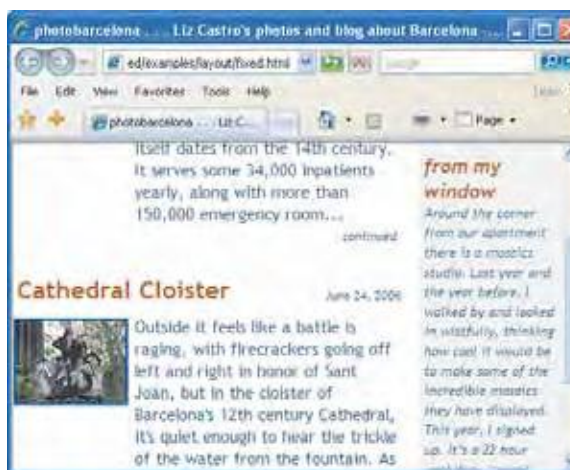 photobarcelona . . . Liz Castro's photos and blog about Barcelona
ed/examples/layout/fixed.html
File Edit View Favorites Tools Help
photobarcelona . . . Liz C...
Page
itself dates from the 14th century.
It serves some 34,000 inpatients
yearly, along with more than
150,000 emergency room...
continued
Cathedral Cloister
June 24, 2006
Outside it feels like a battle is
raging, with firecrackers going off
left and right in honor of Sant
Joan, but in the cloister of
Barcelona's 12th century Cathedral,
it's quiet enough to hear the trickle
of the water from the fountain. As
from my
window
Around the corner
from our apartment
there is a mosaics
studio. Last year and
the year before, I
walked by and looked
in wistfully, thinking
how cool it would be
to make some of the
incredible mosaics
they have displayed.
This year, I signed
up. It's a 22 hour